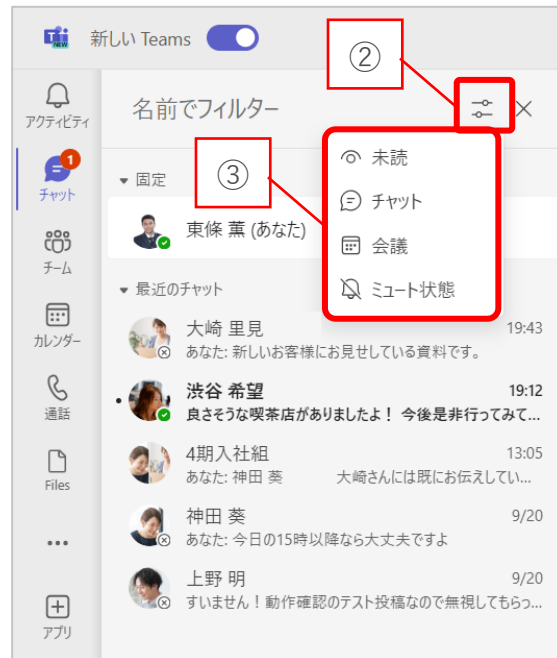 NEW
新しい Teams
②
アクティビティ
名前でフィルター
1
チャット
③
▾ 固定
未読
東條 薫 (あなた)
チャット
チーム
会議
▾ 最近のチャット
ミュート状態
カレンダー
大崎 里見 19:43
あなた: 新しいお客様にお見せしている資料です。
通話
渋谷 希望 19:12
良さそうな喫茶店がありましたよ！ 今後是非行ってみて...
Files
4期入社組 13:05
あなた: 神田 葵 大崎さんには既にお伝えしてい...
神田 葵 9/20
あなた: 今日の15時以降なら大丈夫ですよ
上野 明 9/20
すいません！動作確認のテスト投稿なので無視してもらっ...
アプリ